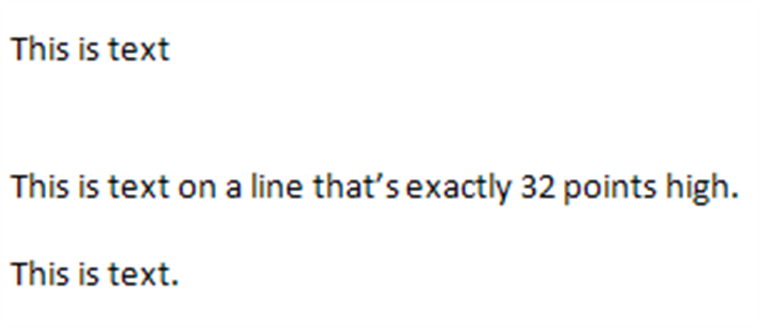 This is text
This is text on a line that’s exactly 32 points high.
This is text.